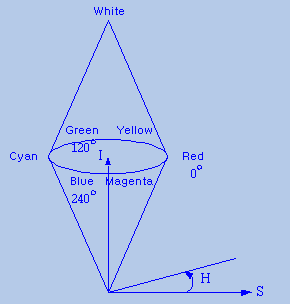 White
Green Yellow
120°
Cyan I Red
0°
Blue Magenta
240°
H
S